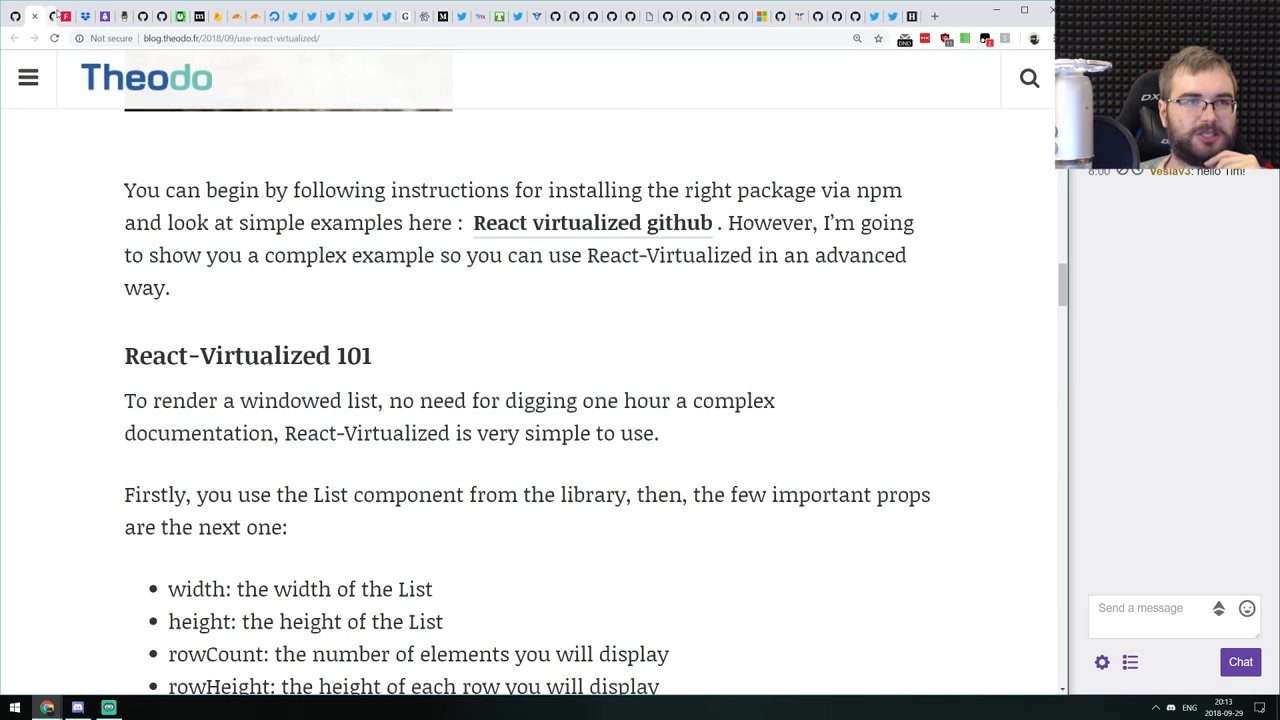 Not secure
blog.theodo.fr/2018/09/use-react-virtualized/
DND
Theodo
8:00 Vesiav3: hello Tim!
You can begin by following instructions for installing the right package via npm
and look at simple examples here : React virtualized github . However, I’m going
to show you a complex example so you can use React-Virtualized in an advanced
way.
React-Virtualized 101
To render a windowed list, no need for digging one hour a complex
documentation, React-Virtualized is very simple to use.
Firstly, you use the List component from the library, then, the few important props
are the next one:
• width: the width of the List
• height: the height of the List
• rowCount: the number of elements you will display
• rowHeight: the height of each row you will display
Send a message
Chat
ENG
20:13
2018-09-29